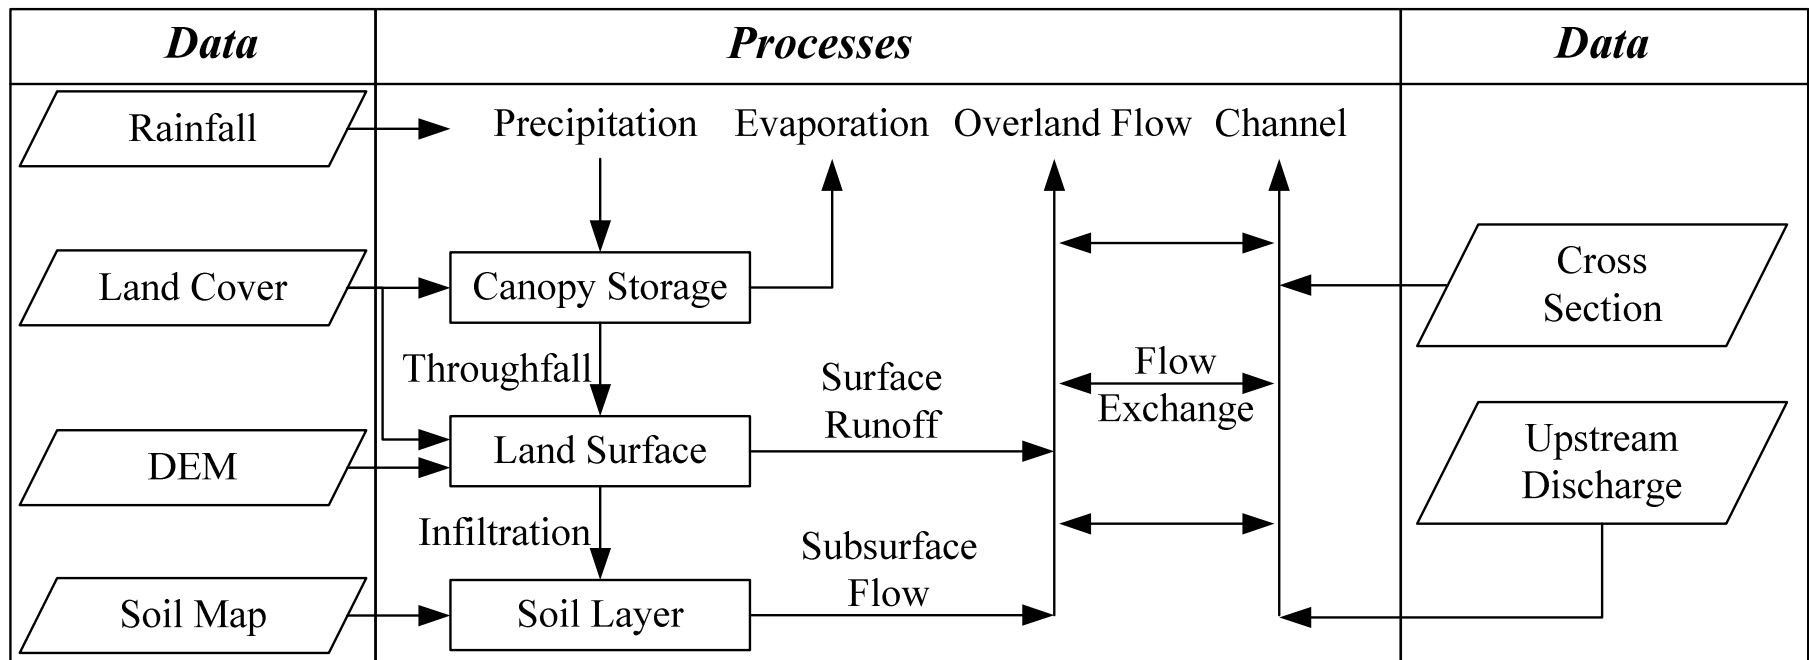 Data
Processes
Data
Rainfall
Precipitation
Evaporation
Overland Flow
Channel
Land Cover
Canopy Storage
Cross
Section
Throughfall
Surface
Runoff
Flow
Exchange
DEM
Land Surface
Upstream
Discharge
Infiltration
Subsurface
Flow
Soil Map
Soil Layer